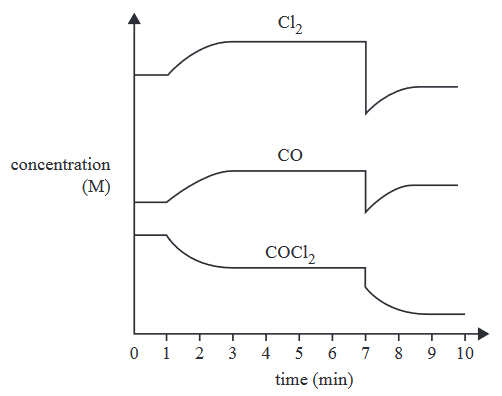 Cl₂
CO
concentration
(M)
COCl₂
0 1 2 3 4 5 6 7 8 9 10
time (min)